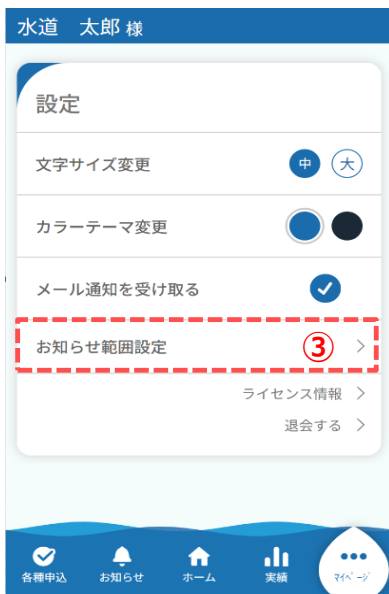 水道　太郎 様
設定
文字サイズ変更 中 大
カラーテーマ変更
メール通知を受け取る
お知らせ範囲設定 ③
ライセンス情報
退会する
各種申込 お知らせ ホーム 実績 マイページ